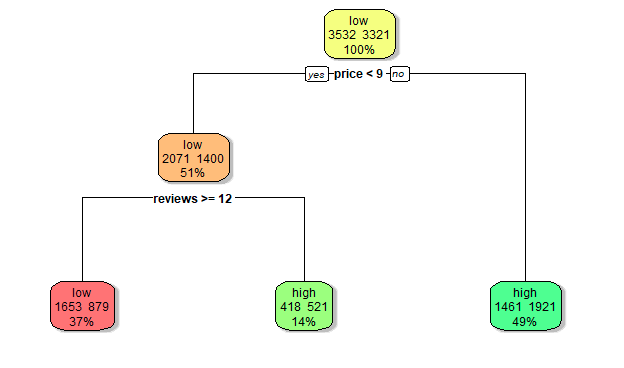 low
3532 3321
100%
yes price < 9 no
low
2071 1400
51%
reviews >= 12
low
1653 879
37%
high
418 521
14%
high
1461 1921
49%